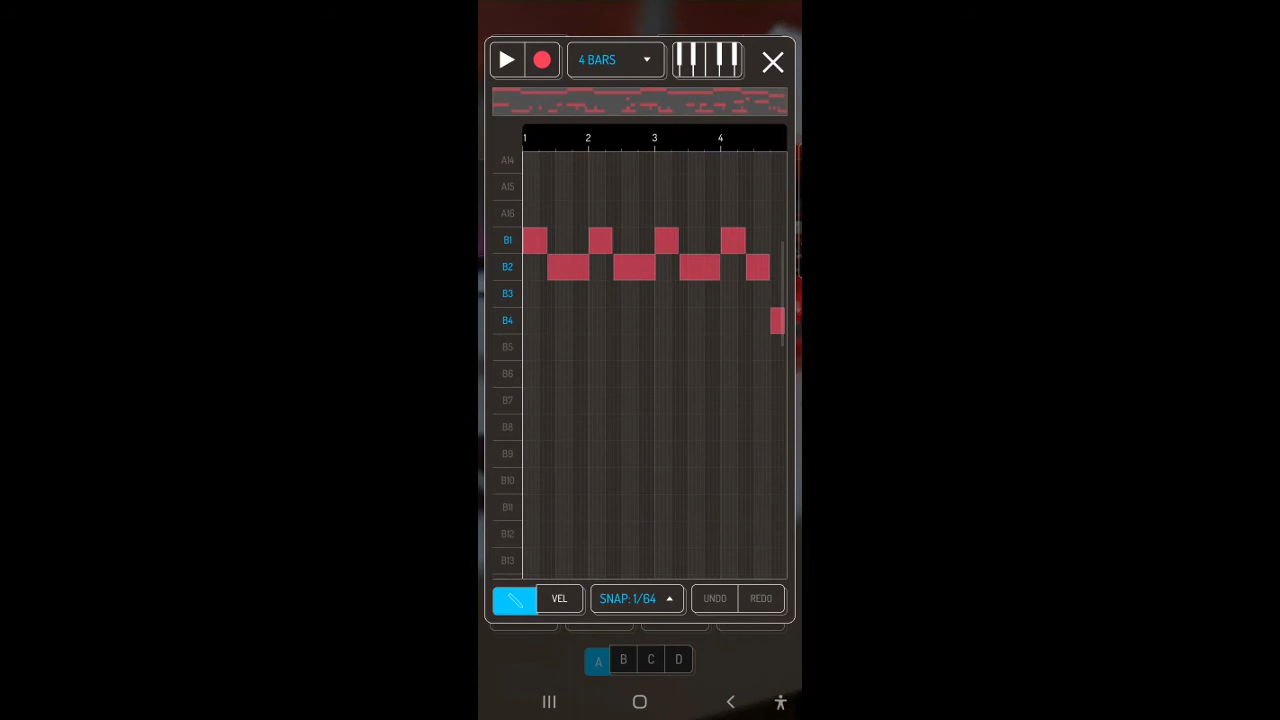 4 BARS
1 2 3 4
A14
A15
A16
B1
B2
B3
B4
B5
B6
B7
B8
B9
B10
B11
B12
B13
VEL SNAP: 1/64 UNDO REDO
A B C D